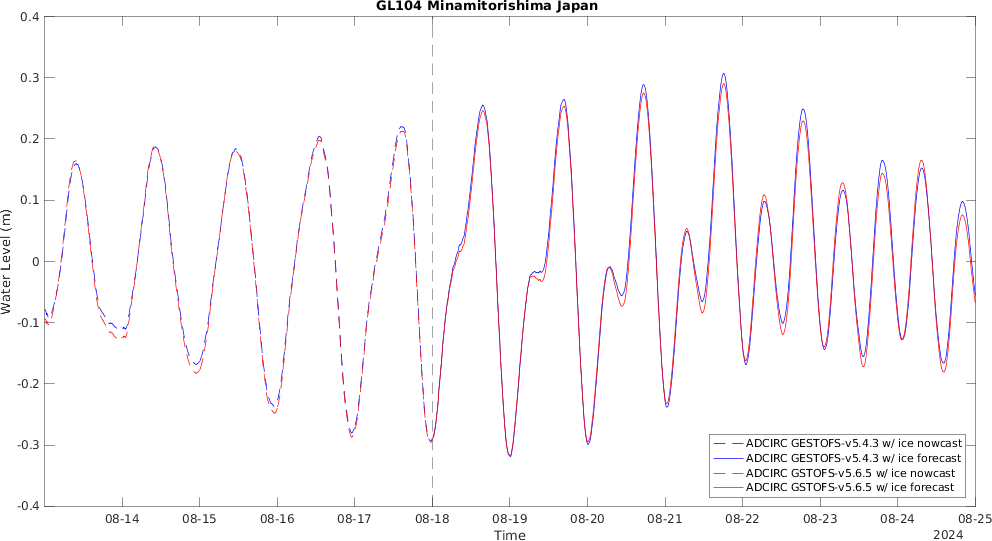 GL104 Minamitorishima Japan
0.4
0.3
0.2
0.1
0
-0.1
-0.2
-0.3
-0.4
Water Level (m)
ADCIRC GESTOFS-v5.4.3 w/ ice nowcast
ADCIRC GESTOFS-v5.4.3 w/ ice forecast
ADCIRC GSTOFS-v5.6.5 w/ ice nowcast
ADCIRC GSTOFS-v5.6.5 w/ ice forecast
08-14 08-15 08-16 08-17 08-18 08-19 08-20 08-21 08-22 08-23 08-24 08-25
Time
2024